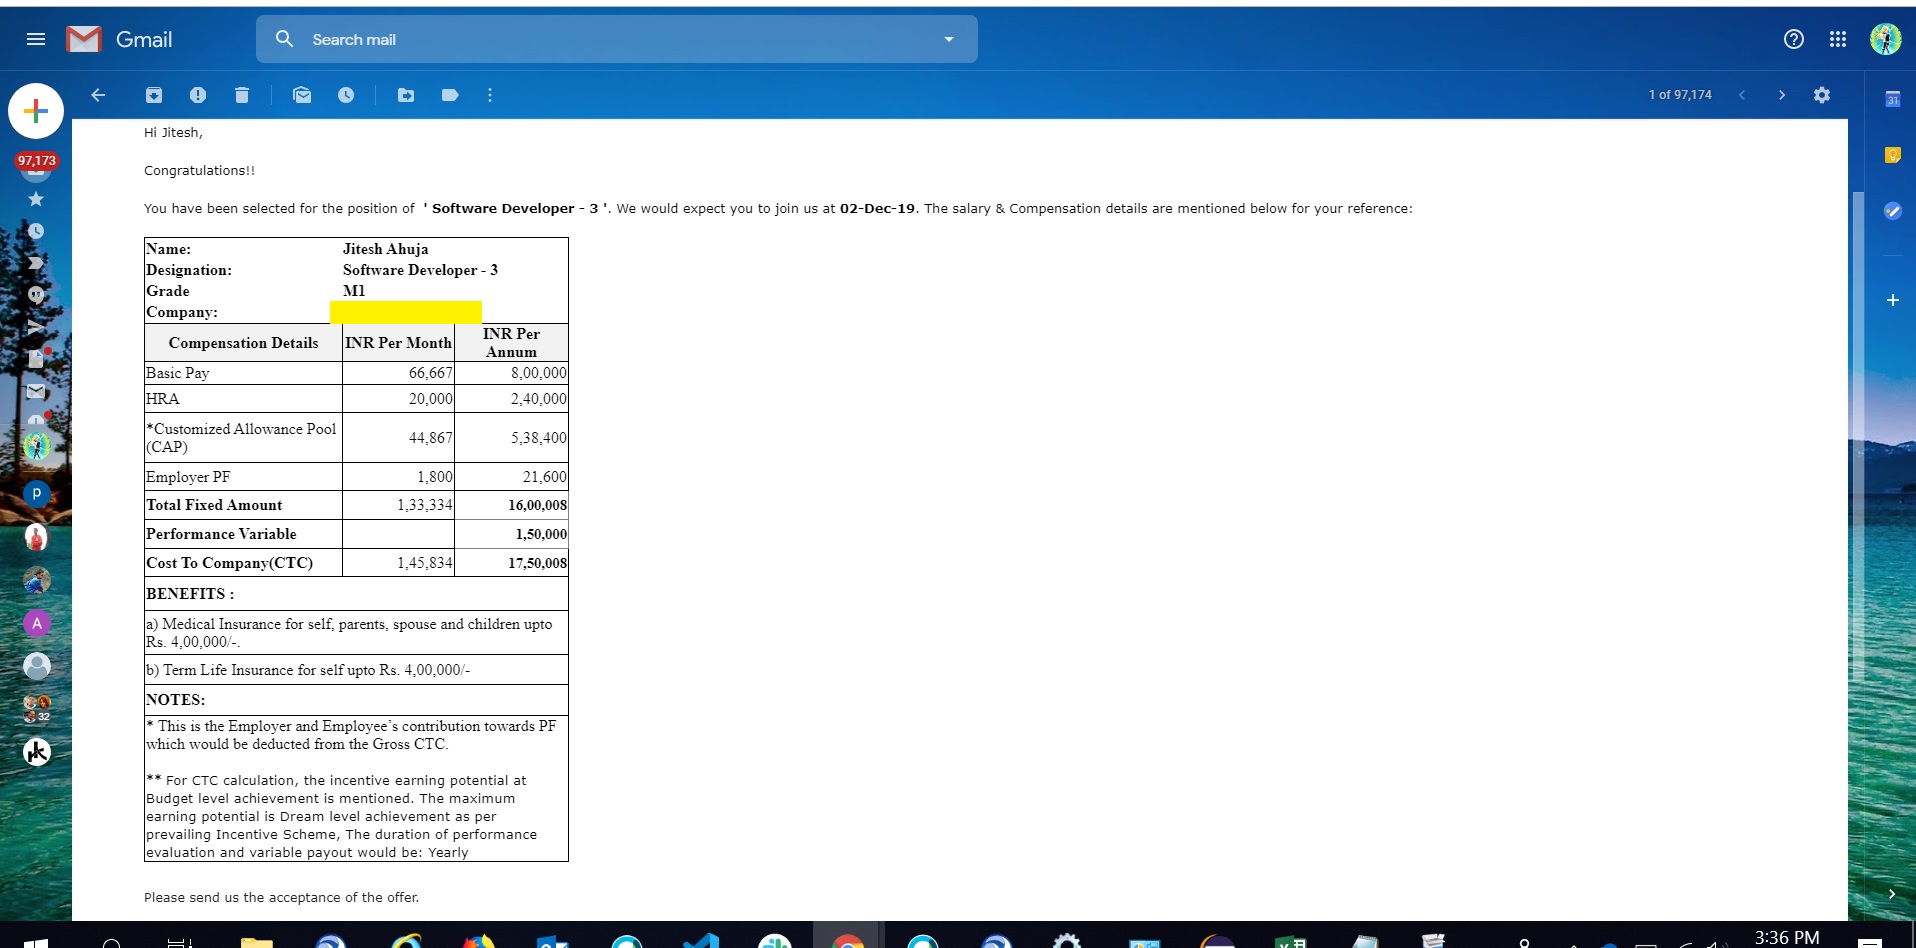 Gmail
Search mail
1 of 97,174
31
97,173
Hi Jitesh,
Congratulations!!
You have been selected for the position of ' Software Developer - 3 '. We would expect you to join us at 02-Dec-19. The salary & Compensation details are mentioned below for your reference:
Name: Jitesh Ahuja
Designation: Software Developer - 3
Grade M1
Company:
Compensation Details INR Per Month INR Per
Annum
Basic Pay 66,667 8,00,000
HRA 20,000 2,40,000
*Customized Allowance Pool
(CAP) 44,867 5,38,400
Employer PF 1,800 21,600
Total Fixed Amount 1,33,334 16,00,008
Performance Variable 1,50,000
Cost To Company(CTC) 1,45,834 17,50,008
BENEFITS :
a) Medical Insurance for self, parents, spouse and children upto
Rs. 4,00,000/-.
b) Term Life Insurance for self upto Rs. 4,00,000/-
NOTES:
* This is the Employer and Employee’s contribution towards PF
which would be deducted from the Gross CTC.
** For CTC calculation, the incentive earning potential at
Budget level achievement is mentioned. The maximum
earning potential is Dream level achievement as per
prevailing Incentive Scheme, The duration of performance
evaluation and variable payout would be: Yearly
Please send us the acceptance of the offer.
p
A
32
3:36 PM